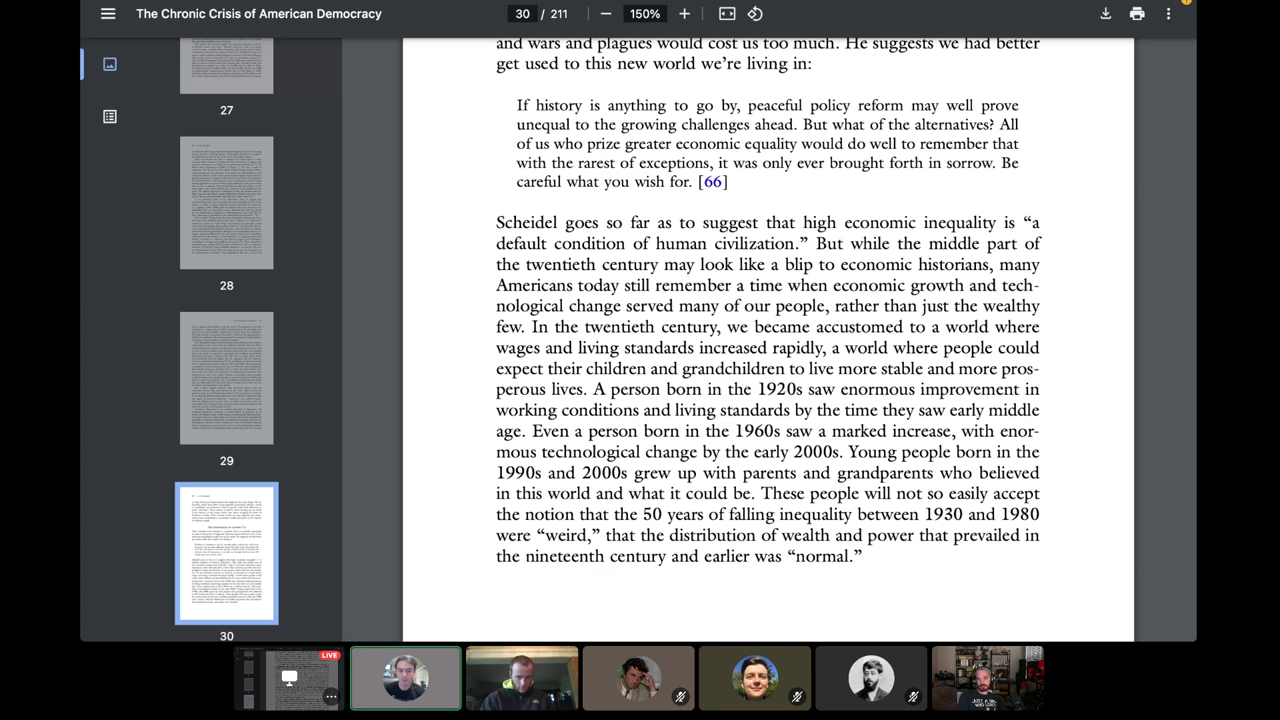 The Chronic Crisis of American Democracy
30 / 211
150%
27
28
29
30
and wars and plagues
cost us too much. He suggests we had better
get used to this new world we're living in:
If history is anything to go by, peaceful policy reform may well prove
unequal to the growing challenges ahead. But what of the alternatives? All
of us who prize greater economic equality would do well to remember that
with the rarest of exceptions, it was only ever brought forth in sorrow. Be
careful what you wish for. [66]
Scheidel goes so far as to suggest that high economic inequality is "a
default condition of human civilization." But while the middle part of
the twentieth century may look like a blip to economic historians, many
Americans today still remember a time when economic growth and tech-
nological change served many of our people, rather than just the wealthy
few. In the twentieth century, we became accustomed to a world where
wages and living standards increased rapidly, a world where people could
expect their children and grandchildren to live more stable and more pros-
perous lives. A person born in the 1920s saw enormous improvement in
working conditions and living standards by the time they hit early middle
age. Even a person born in the 1960s saw a marked increase, with enor-
mous technological change by the early 2000s. Young people born in the
1990s and 2000s grew up with parents and grandparents who believed
in this world and said it could be. These people will not so easily accept
the notion that the 50 years of falling inequality between 1930 and 1980
were "weird," that the distribution of wealth and power that prevailed in
the nineteenth century and earlier was "normal."
LIVE